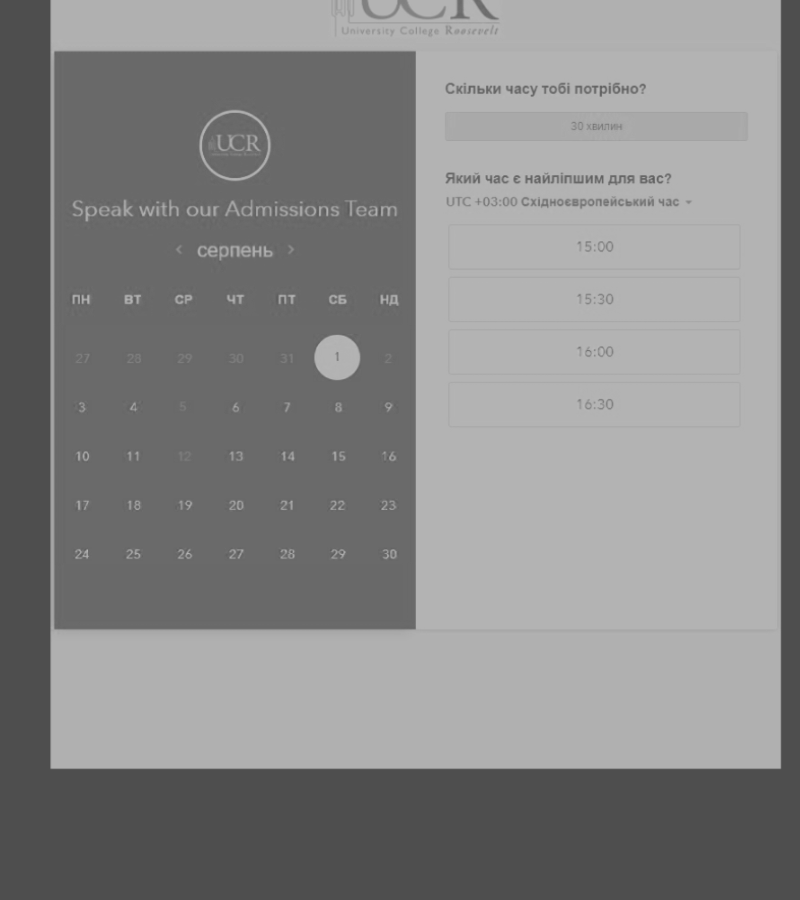 UCR
University College Roosevelt
UCR
Speak with our Admissions Team
серпень
ПН ВТ СР ЧТ ПТ СБ НД
27 28 29 30 31 1 2
3 4 5 6 7 8 9
10 11 12 13 14 15 16
17 18 19 20 21 22 23
24 25 26 27 28 29 30
Скільки часу тобі потрібно?
30 хвилин
Який час є найліпшим для вас?
UTC +03:00 Східноєвропейський час
15:00
15:30
16:00
16:30